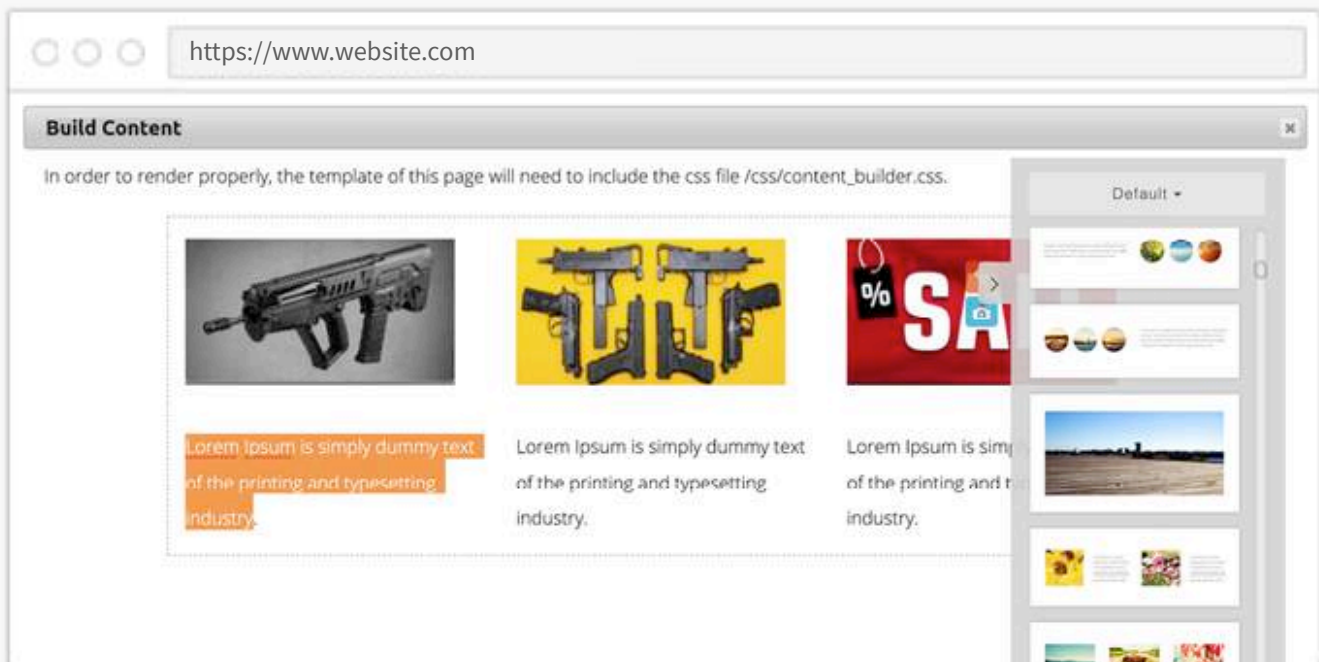 https://www.website.com
Build Content
In order to render properly, the template of this page will need to include the css file /css/content_builder.css.
Default
%
SA
Lorem Ipsum is simply dummy text
of the printing and typesetting
industry.
Lorem Ipsum is simply dummy text
of the printing and typesetting
industry.
Lorem Ipsum is
of the printing and
industry.